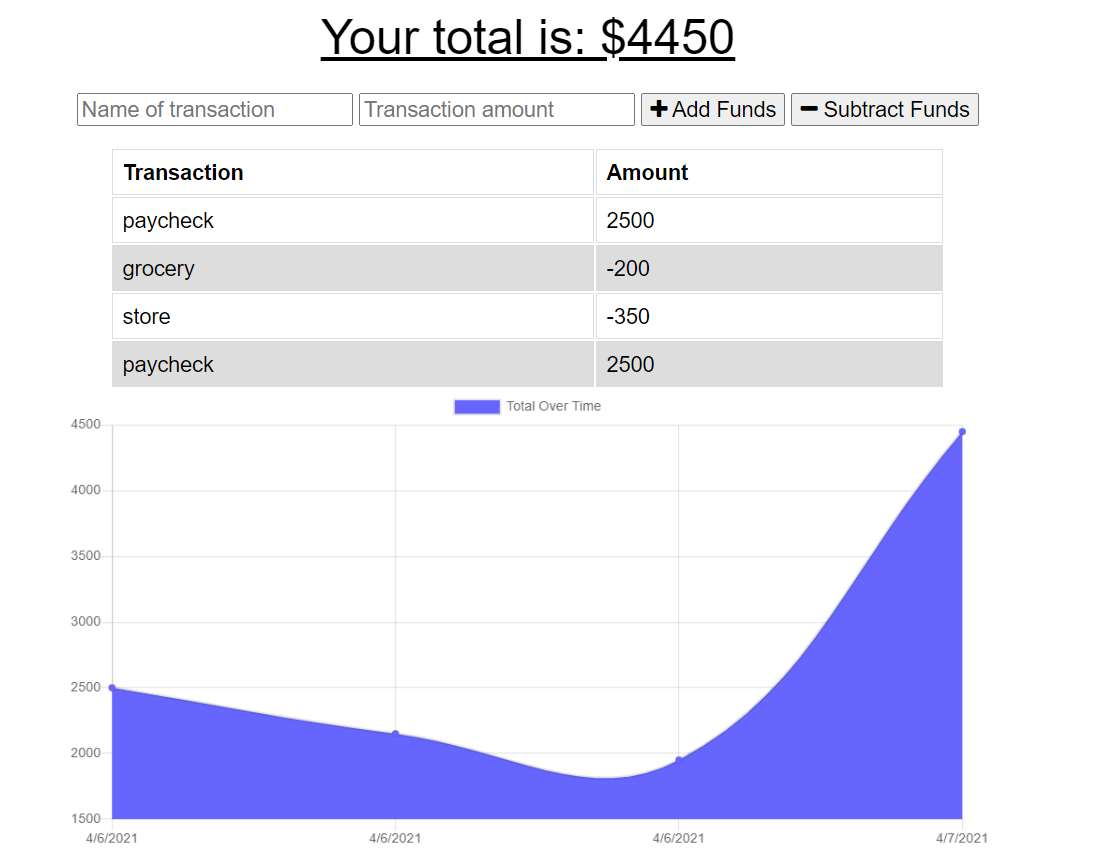 Your total is: $4450
Name of transaction Transaction amount Add Funds Subtract Funds
Transaction Amount
paycheck 2500
grocery -200
store -350
paycheck 2500
Total Over Time
4500
4000
3500
3000
2500
2000
1500
4/6/2021 4/6/2021 4/6/2021 4/7/2021